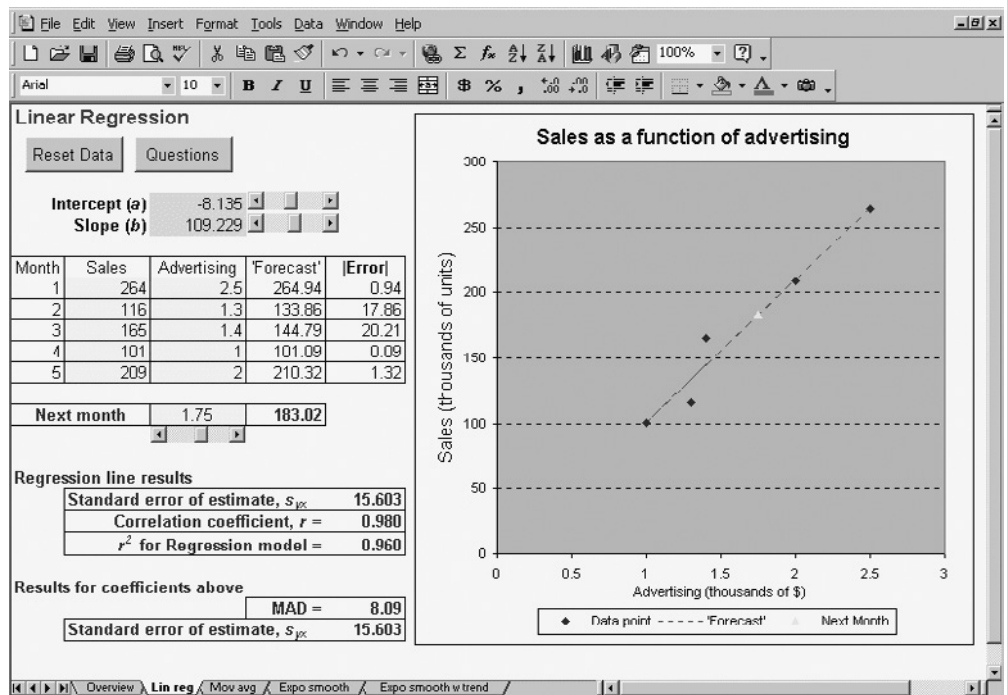 File Edit View Insert Format Tools Data Window Help
100%
Arial 10 B I U $ % ,
Linear Regression
Reset Data Questions
Intercept (a) -8.135
Slope (b) 109.229
Month Sales Advertising 'Forecast' |Error|
1 264 2.5 264.94 0.94
2 116 1.3 133.86 17.86
3 165 1.4 144.79 20.21
4 101 1 101.09 0.09
5 209 2 210.32 1.32
Next month 1.75 183.02
Regression line results
Standard error of estimate, syx 15.603
Correlation coefficient, r = 0.980
r² for Regression model = 0.960
Results for coefficients above
MAD = 8.09
Standard error of estimate, syx 15.603
Sales as a function of advertising
Sales (thousands of units)
300
250
200
150
100
50
0
0 0.5 1 1.5 2 2.5 3
Advertising (thousands of $)
Data point 'Forecast' Next Month
Overview Lin reg Mov avg Expo smooth Expo smooth w trend